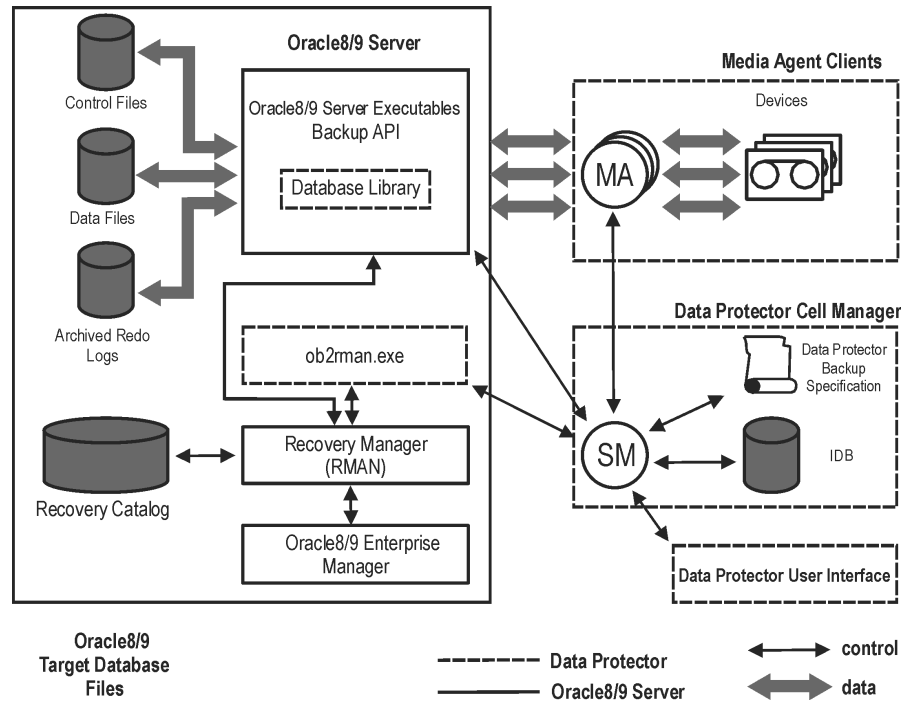 Oracle8/9 Server
Control Files
Data Files
Archived Redo
Logs
Oracle8/9 Server Executables
Backup API
Database Library
ob2rman.exe
Recovery Manager
(RMAN)
Recovery Catalog
Oracle8/9 Enterprise
Manager
Media Agent Clients
Devices
MA
Data Protector Cell Manager
Data Protector
Backup
Specification
SM
IDB
Data Protector User Interface
Oracle8/9
Target Database
Files
Data Protector
Oracle8/9 Server
control
data